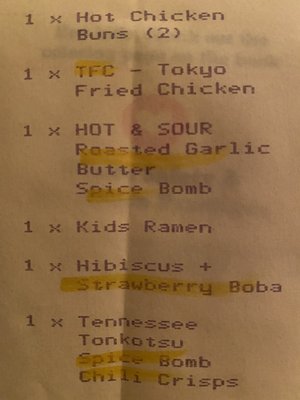 1 x Hot Chicken
Buns (2)
1 x TFC - Tokyo
Fried Chicken
1 x HOT & SOUR
Roasted Garlic
Butter
Spice Bomb
1 x Kids Ramen
1 x Hibiscus +
Strawberry Boba
1 x Tennessee
Tonkotsu
Spice Bomb
Chili Crisps